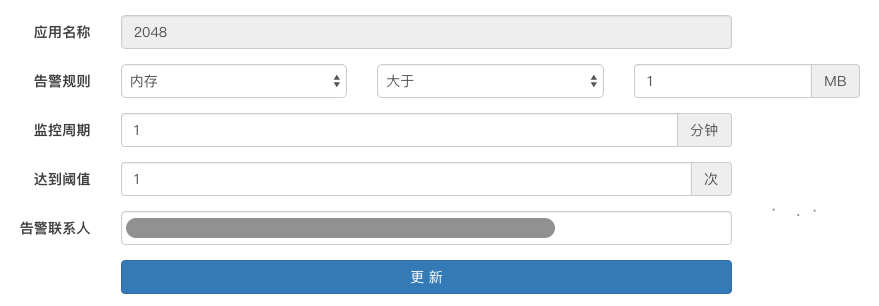 应用名称 2048
告警规则 内存 大于 1 MB
监控周期 1 分钟
达到阈值 1 次
告警联系人
更 新